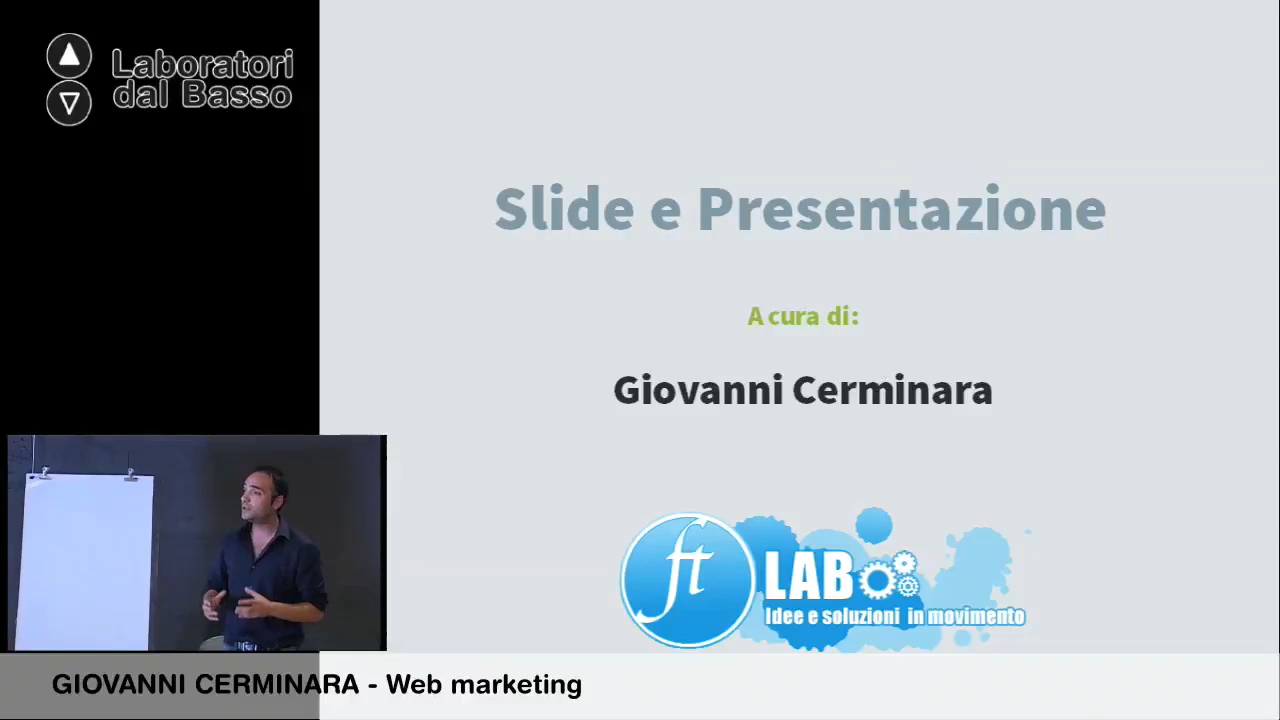 Laboratori
dal Basso
Slide e Presentazione
A cura di:
Giovanni Cerminara
ft
LAB
Idee e soluzioni in movimento
GIOVANNI CERMINARA - Web marketing